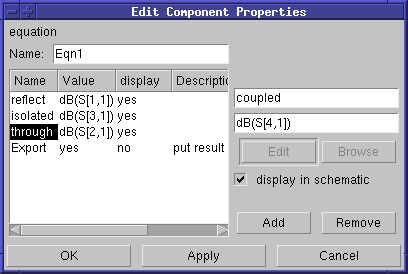 Edit Component Properties
equation
Name: Eqn1
Name Value display Descriptio
reflect dB(S[1,1]) yes
isolated dB(S[3,1]) yes
through dB(S[2,1]) yes
Export yes no put result
coupled
dB(S[4,1])
Edit Browse
display in schematic
Add Remove
OK Apply Cancel